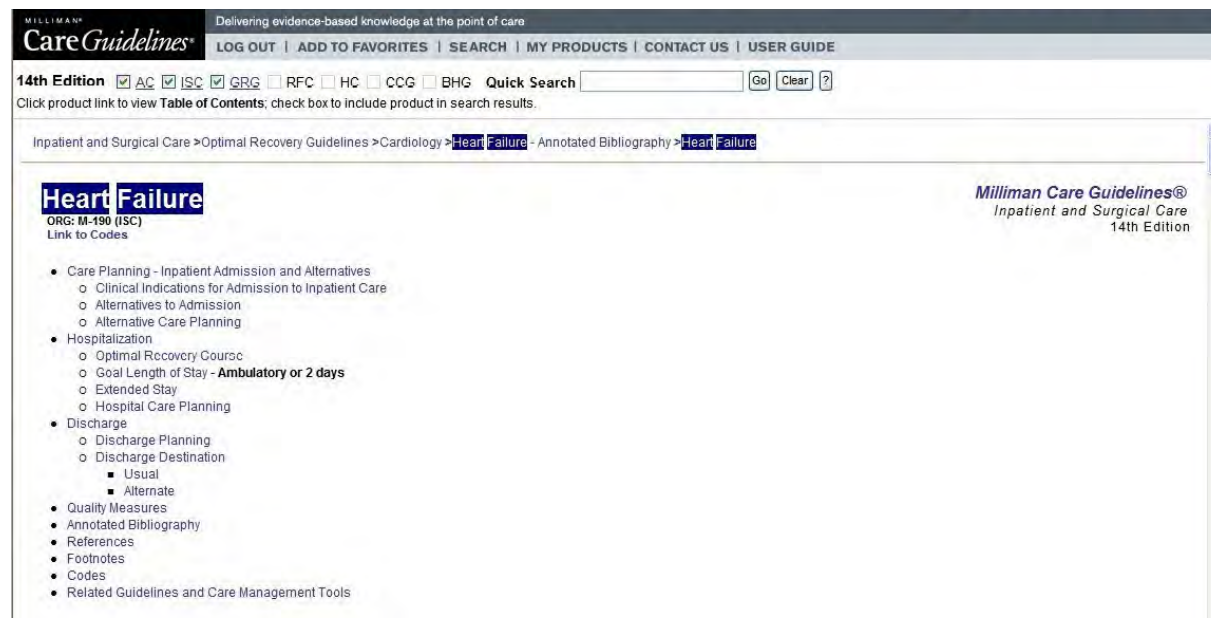 MILLIMAN®
Care Guidelines®
Delivering evidence-based knowledge at the point of care
LOG OUT | ADD TO FAVORITES | SEARCH | MY PRODUCTS | CONTACT US | USER GUIDE
14th Edition AC ISC GRG RFC HC CCG BHG Quick Search Go Clear ?
Click product link to view Table of Contents; check box to include product in search results.
Inpatient and Surgical Care >Optimal Recovery Guidelines >Cardiology >Heart Failure - Annotated Bibliography >Heart Failure
Heart Failure
ORG: M-190 (ISC)
Link to Codes
Milliman Care Guidelines®
Inpatient and Surgical Care
14th Edition
• Care Planning - Inpatient Admission and Alternatives
o Clinical Indications for Admission to Inpatient Care
o Alternatives to Admission
o Alternative Care Planning
• Hospitalization
o Optimal Recovery Course
o Goal Length of Stay - Ambulatory or 2 days
o Extended Stay
o Hospital Care Planning
• Discharge
o Discharge Planning
o Discharge Destination
▪ Usual
▪ Alternate
• Quality Measures
• Annotated Bibliography
• References
• Footnotes
• Codes
• Related Guidelines and Care Management Tools